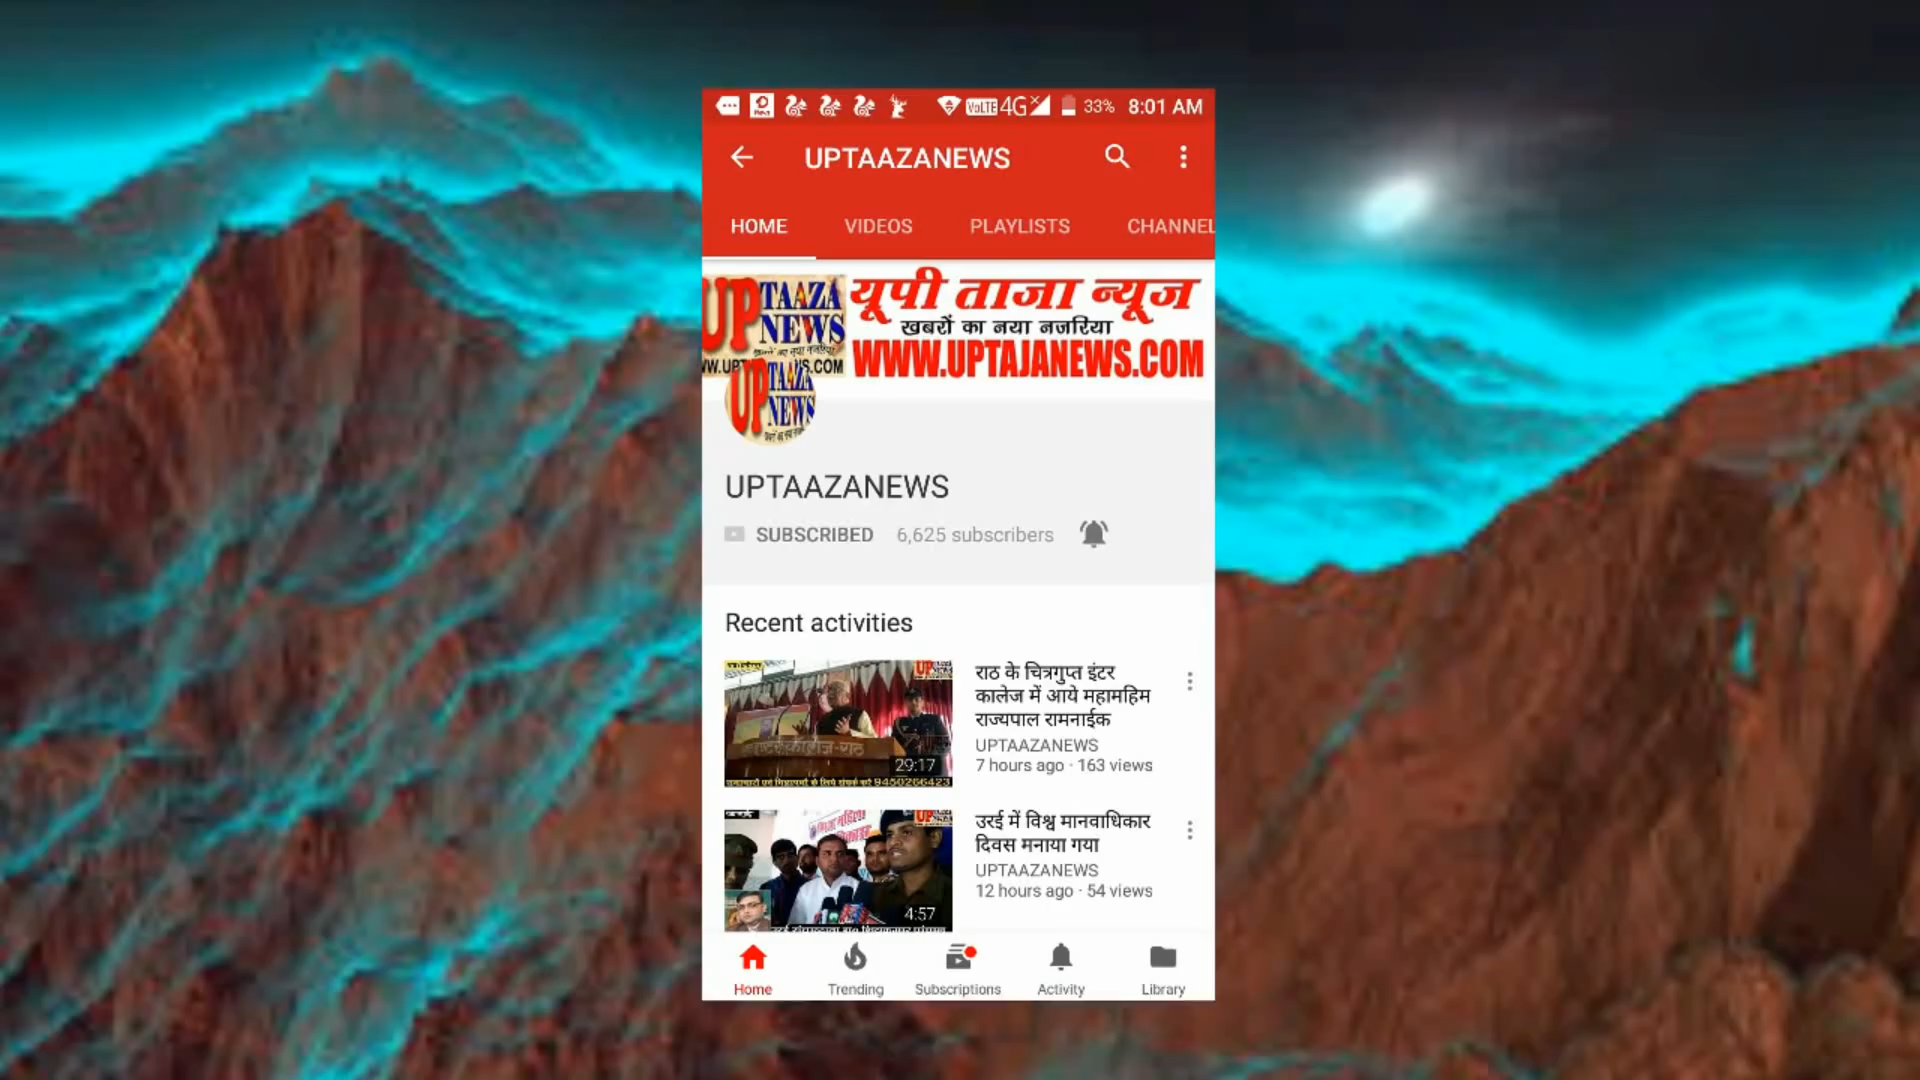 VoLTE 4G 33% 8:01 AM
UPTAAZANEWS
HOME VIDEOS PLAYLISTS CHANNEL
UP TAAZA NEWS
यूपी ताजा न्यूज
खबरों का नया नजरिया
WWW.UPTAJANEWS.COM
UP TAAZA NEWS
UPTAAZANEWS
SUBSCRIBED 6,625 subscribers
Recent activities
राठ के चित्रगुप्त इंटर
कालेज में आये महामहिम
राज्यपाल रामनाईक
UPTAAZANEWS
7 hours ago · 163 views
29:17
उरई में विश्व मानवाधिकार
दिवस मनाया गया
UPTAAZANEWS
12 hours ago · 54 views
4:57
Home Trending Subscriptions Activity Library